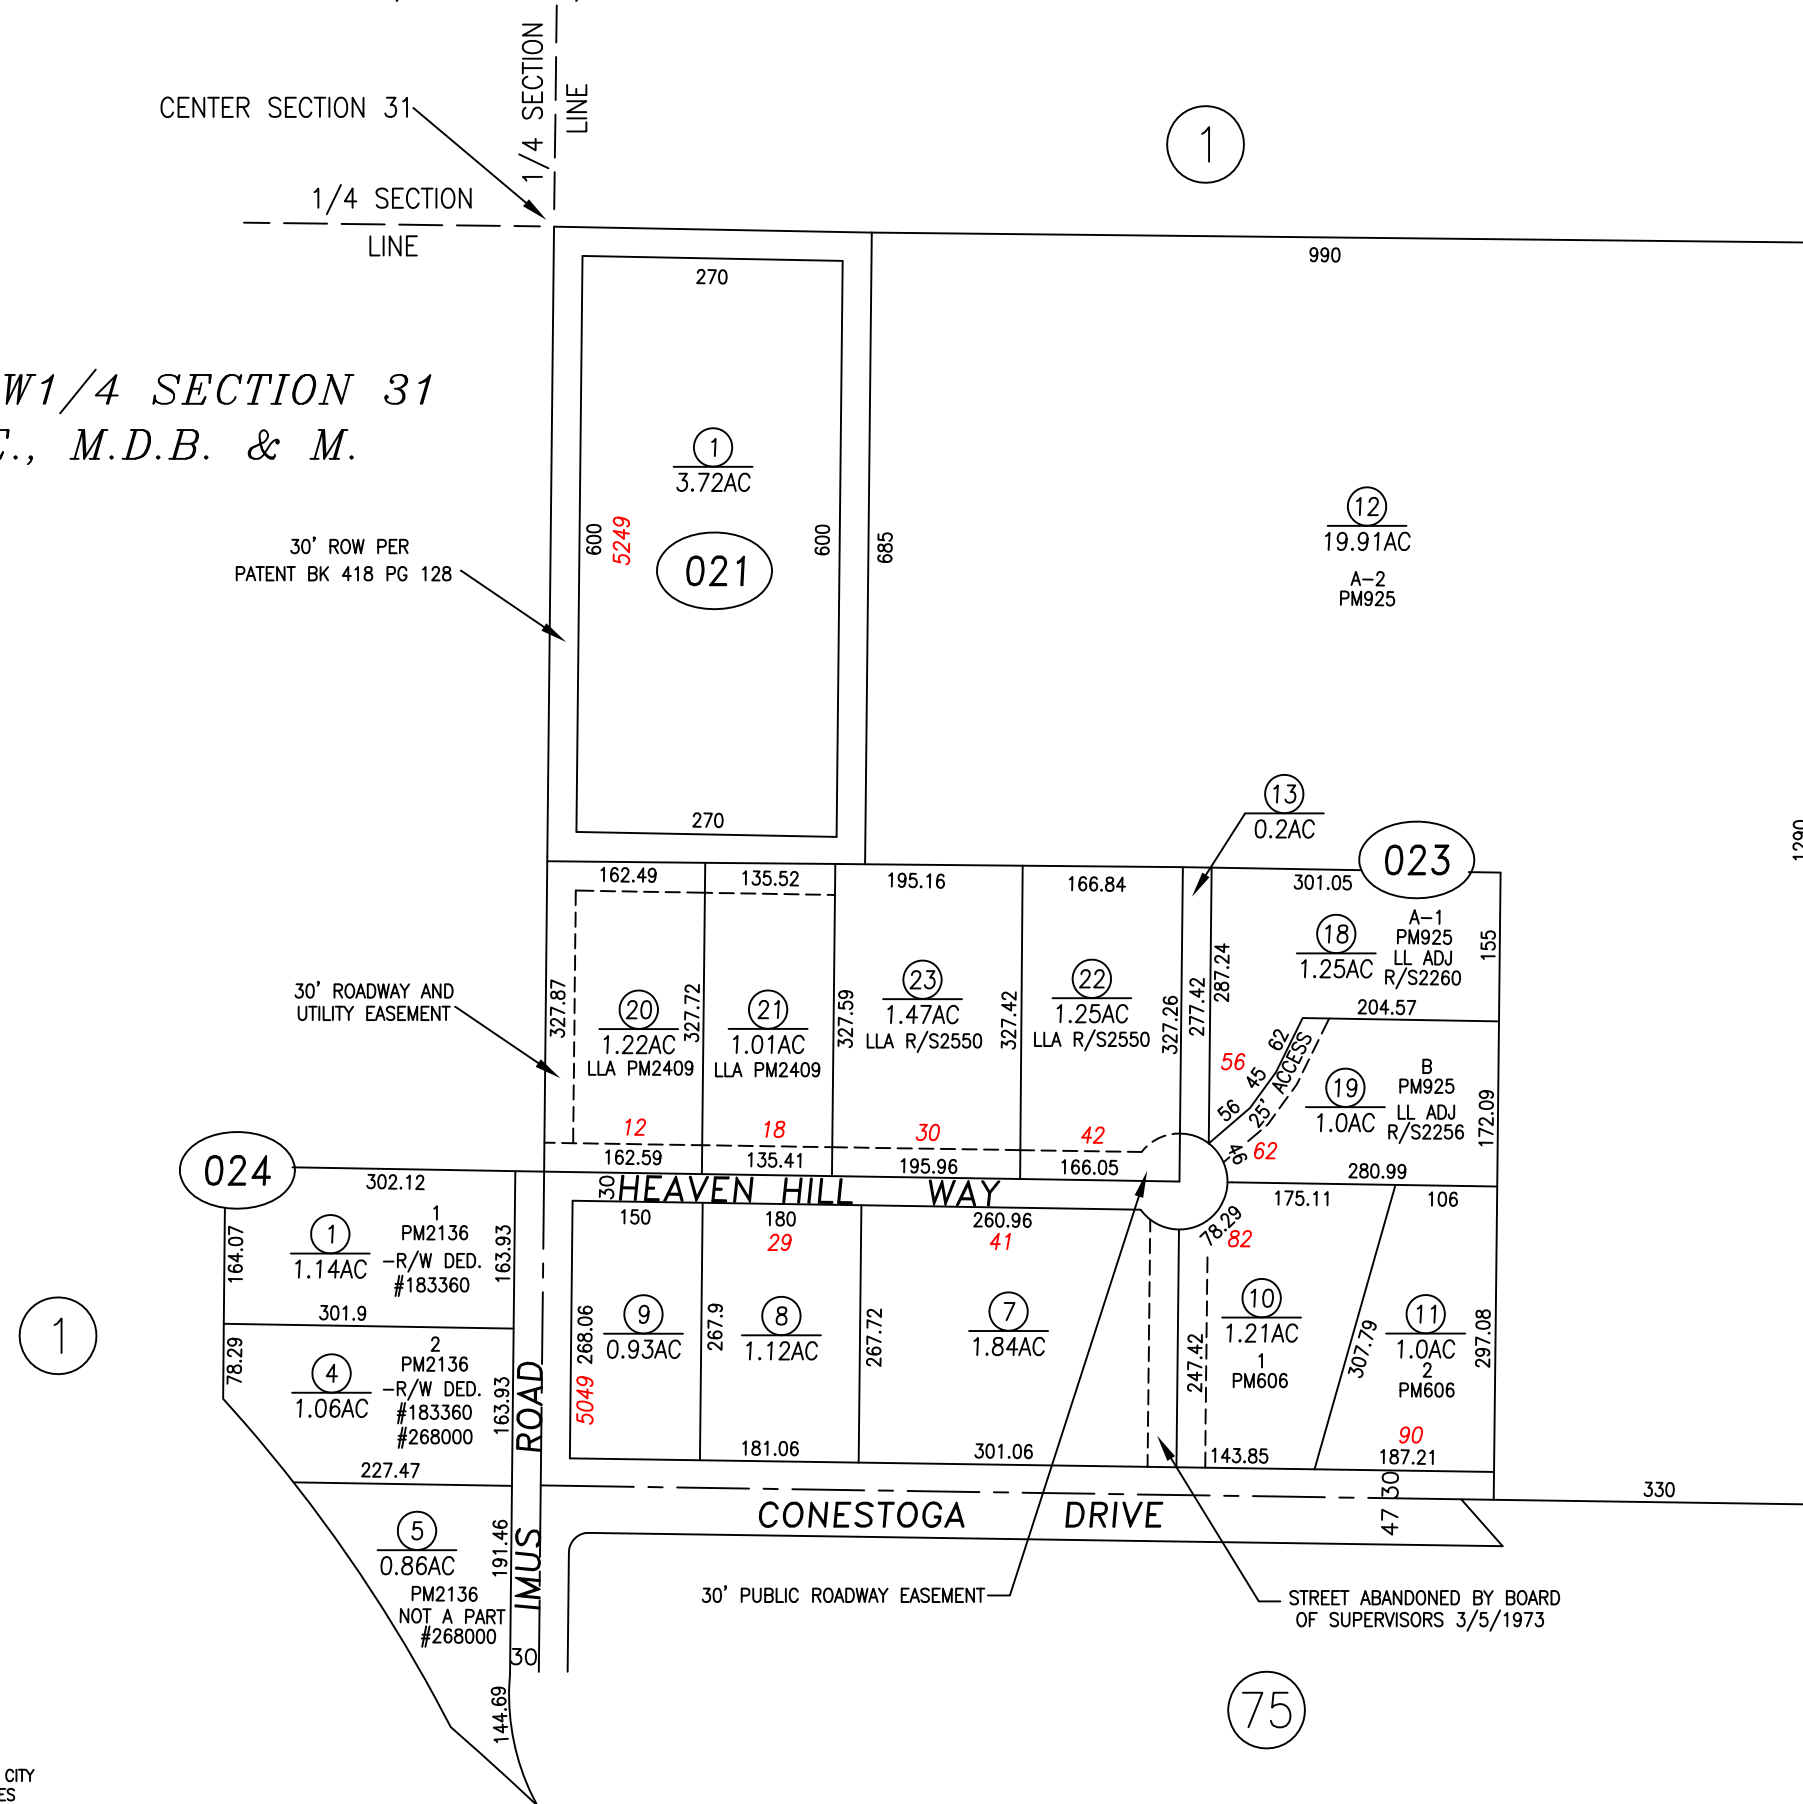 1/4 SECTION
LINE
CENTER SECTION 31
1
1/4 SECTION
LINE
990
270
W1/4 SECTION 31
E., M.D.B. & M.
1
3.72AC
600
5249
600
685
021
12
19.91AC
A-2
PM925
30' ROW PER
PATENT BK 418 PG 128
270
13
0.2AC
1290
023
162.49
135.52
195.16
166.84
301.05
18
1.25AC
A-1
PM925
LL ADJ
R/S2260
155
287.24
277.42
204.57
30' ROADWAY AND
UTILITY EASEMENT
327.87
20
1.22AC
LLA PM2409
327.72
21
1.01AC
LLA PM2409
327.59
23
1.47AC
LLA R/S2550
327.42
22
1.25AC
LLA R/S2550
327.26
56
62
45
56
25' ACCESS
19
1.0AC
B
PM925
LL ADJ
R/S2256
172.09
12
18
30
42
46
62
162.59
135.41
195.96
166.05
280.99
024
302.12
30
HEAVEN HILL WAY
175.11
106
150
180
260.96
29
41
78.29
82
164.07
1
1.14AC
1
PM2136
-R/W DED.
#183360
163.93
301.9
1
78.29
4
1.06AC
2
PM2136
-R/W DED.
#183360
#268000
163.93
227.47
268.06
5049
9
0.93AC
267.9
8
1.12AC
267.72
7
1.84AC
247.42
10
1.21AC
1
PM606
307.79
11
1.0AC
2
PM606
297.08
90
181.06
301.06
143.85
187.21
IMUS ROAD
CONESTOGA DRIVE
47 30
330
5
0.86AC
PM2136
NOT A PART
#268000
191.46
30
144.69
30' PUBLIC ROADWAY EASEMENT
STREET ABANDONED BY BOARD
OF SUPERVISORS 3/5/1973
75
CITY